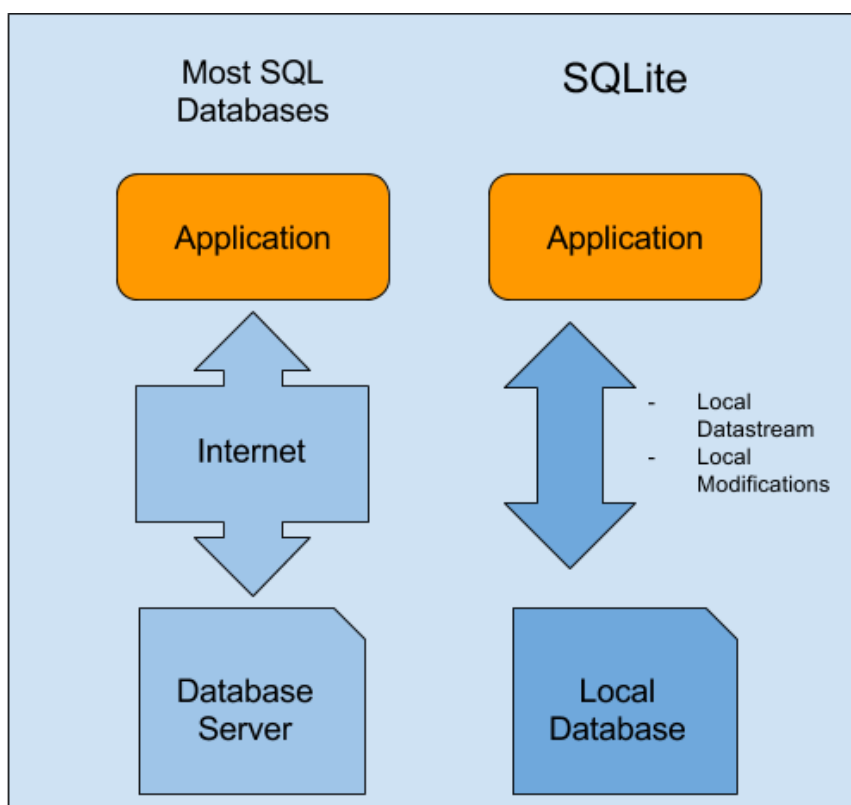 Most SQL
Databases
Application
Internet
Database
Server
SQLite
Application
- Local
Datastream
- Local
Modifications
Local
Database